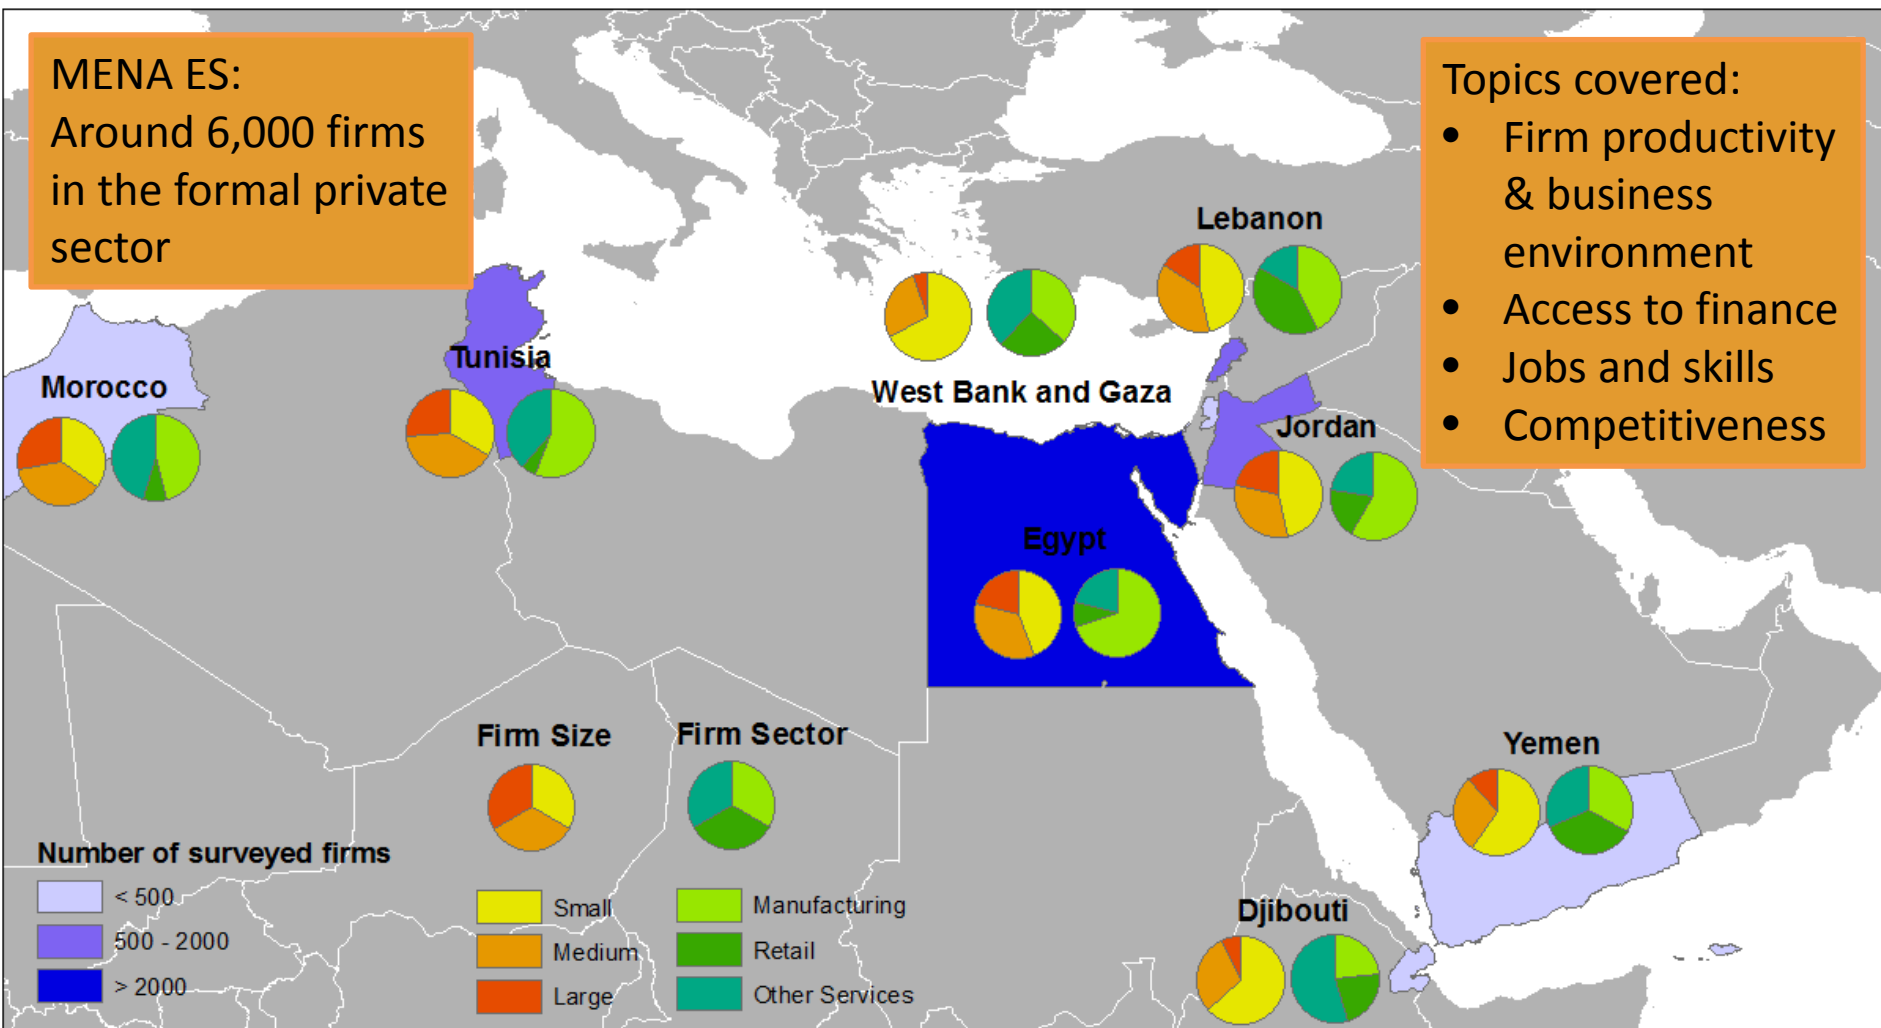 MENA ES:
Around 6,000 firms
in the formal private
sector
Topics covered:
• Firm productivity
& business
environment
• Access to finance
• Jobs and skills
• Competitiveness
Lebanon
Tunisia
Morocco
West Bank and Gaza
Jordan
Egypt
Yemen
Djibouti
Firm Size
Firm Sector
Number of surveyed firms
< 500
500 - 2000
> 2000
Small
Medium
Large
Manufacturing
Retail
Other Services